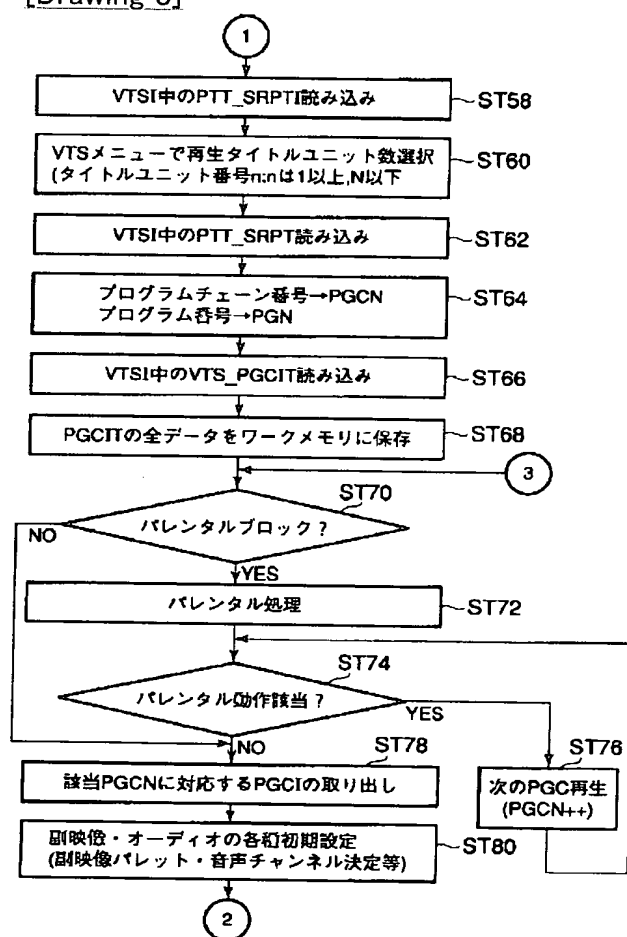 [Drawing
1
VTSI中のPTT_SRPTI読み込み
ST58
VTSメニューで再生タイトルユニット数選択
(タイトルユニット番号n:nは1以上,N以下
ST60
VTSI中のPTT_SRPT読み込み
ST62
プログラムチェーン番号→PGCN
プログラム番号→PGN
ST64
VTSI中のVTS_PGCIT読み込み
ST66
PGCITの全データをワークメモリに保存
ST68
3
ST70
パレンタルブロック?
NO
YES
パレンタル処理
ST72
ST74
パレンタル動作該当?
YES
NO
ST78
ST76
該当PGCNに対応するPGCIの取り出し
次のPGC再生
(PGCN++)
副映像・オーディオの各種初期設定
(副映像パレット・音声チャンネル決定等)
ST80
2